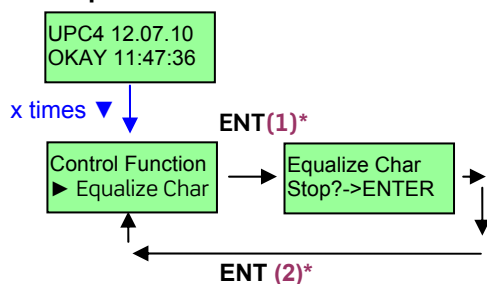 UPC4 12.07.10
OKAY 11:47:36
x times ▼
ENT(1)*
Control Function
► Equalize Char
Equalize Char
Stop?->ENTER
ENT (2)*